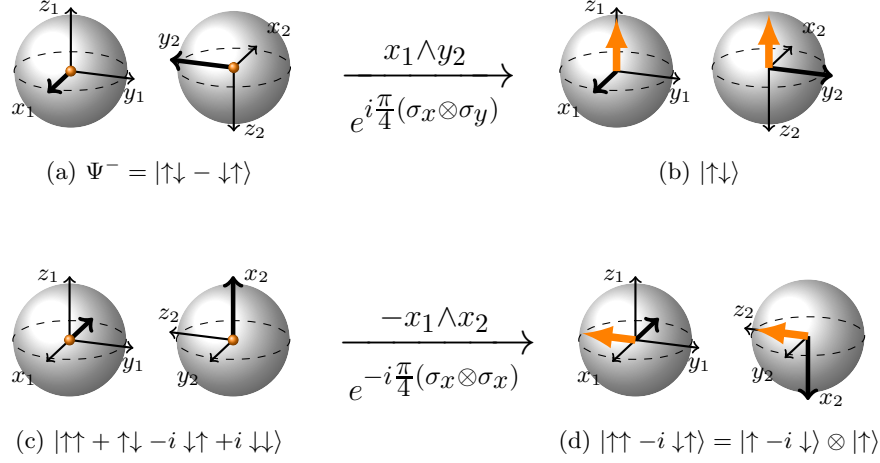 z₁
x₁
y₁
y₂
x₂
z₂
x₁∧y₂
e^{iπ/4(σₓ⊗σ_y)}
z₁
x₁
y₁
x₂
y₂
z₂
(a) Ψ⁻ = |↑↓ − ↓↑⟩
(b) |↑↓⟩
z₁
x₁
y₁
x₂
z₂
y₂
−x₁∧x₂
e^{−iπ/4(σₓ⊗σₓ)}
z₁
x₁
y₁
z₂
y₂
x₂
(c) |↑↑ + ↑↓ −i ↓↑ +i ↓↓⟩
(d) |↑↑ −i ↓↑⟩ = |↑ −i ↓⟩ ⊗ |↑⟩